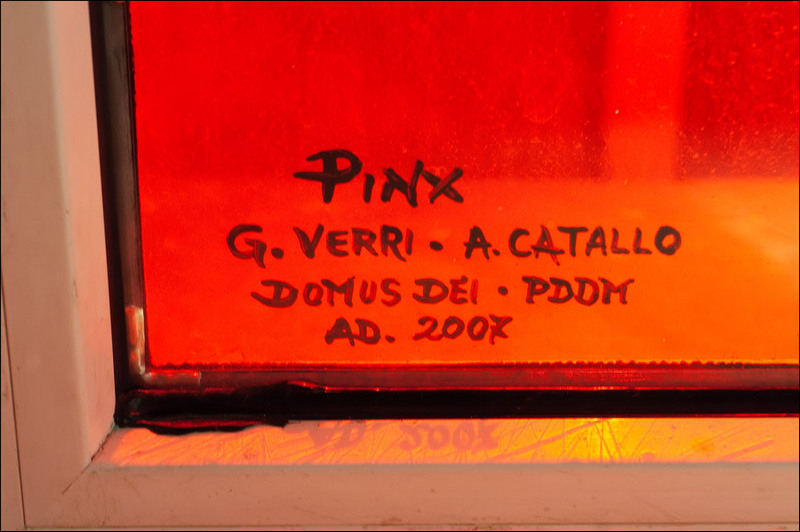 PINX
G. VERRI · A. CATALLO
DOMUS DEI · PDDM
AD. 2007